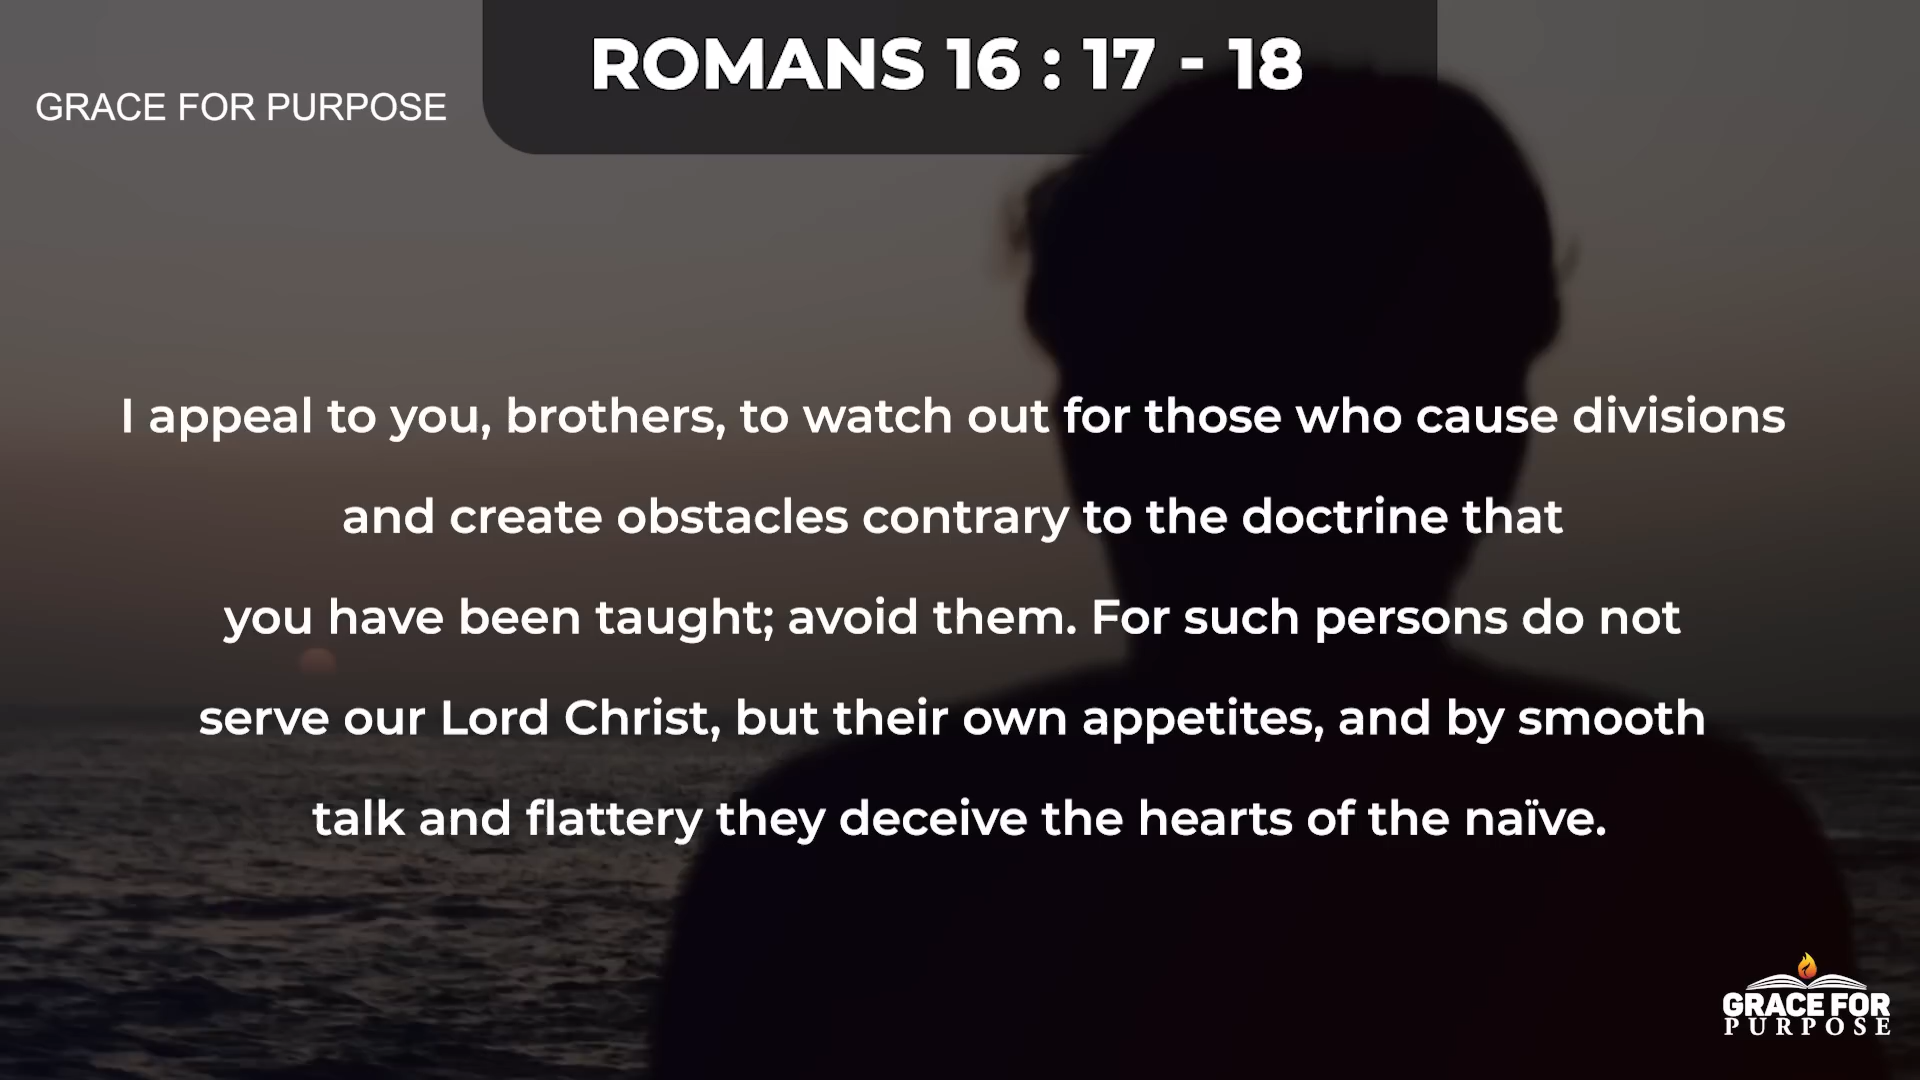 ROMANS 16 : 17 - 18
GRACE FOR PURPOSE
I appeal to you, brothers, to watch out for those who cause divisions
and create obstacles contrary to the doctrine that
you have been taught; avoid them. For such persons do not
serve our Lord Christ, but their own appetites, and by smooth
talk and flattery they deceive the hearts of the naïve.
GRACE FOR
PURPOSE